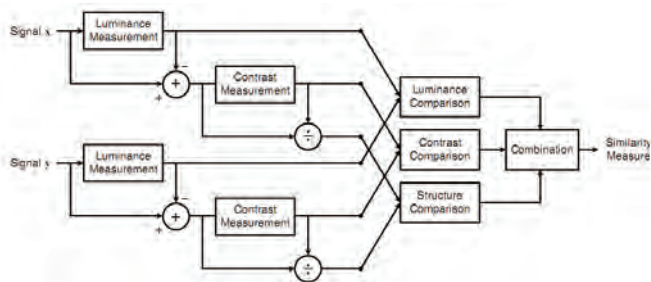 Signal x
Luminance
Measurement
−
+
+
Contrast
Measurement
÷
Luminance
Comparison
Signal y
Luminance
Measurement
Contrast
Comparison
Combination
Similarity
Measure
−
+
+
Contrast
Measurement
Structure
Comparison
÷